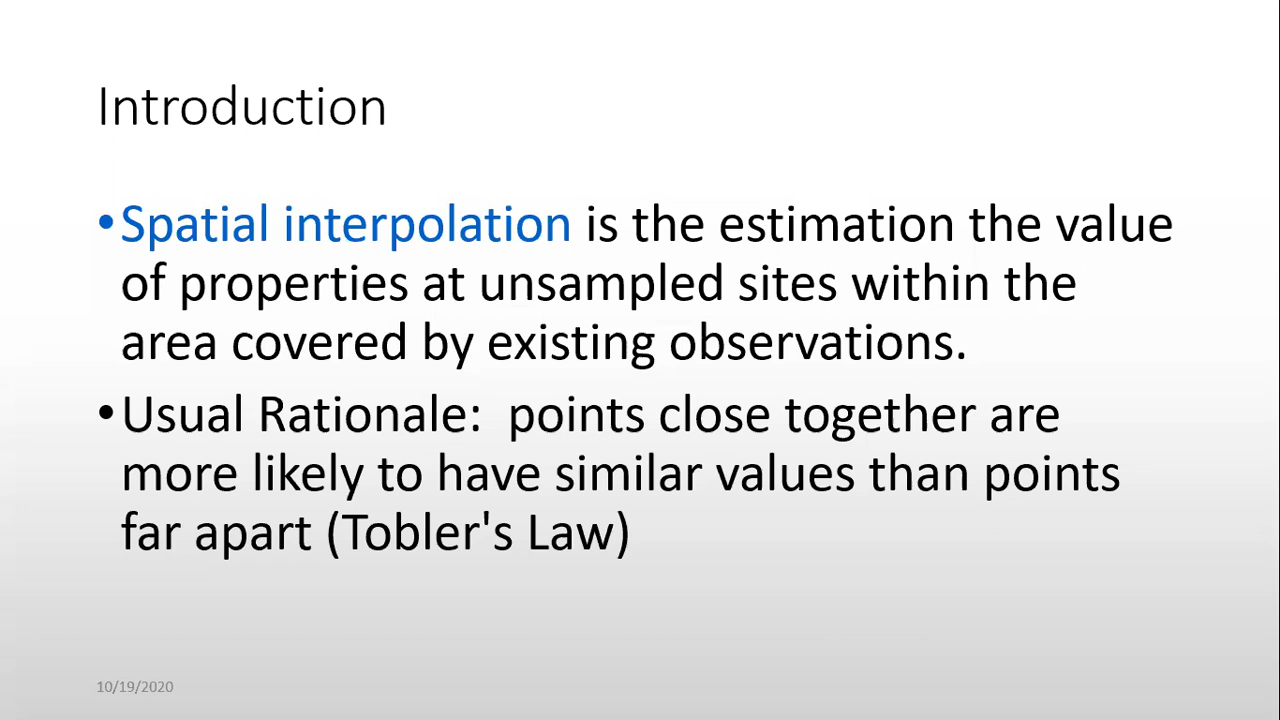 Introduction
•Spatial interpolation is the estimation the value
of properties at unsampled sites within the
area covered by existing observations.
•Usual Rationale:  points close together are
more likely to have similar values than points
far apart (Tobler's Law)
10/19/2020